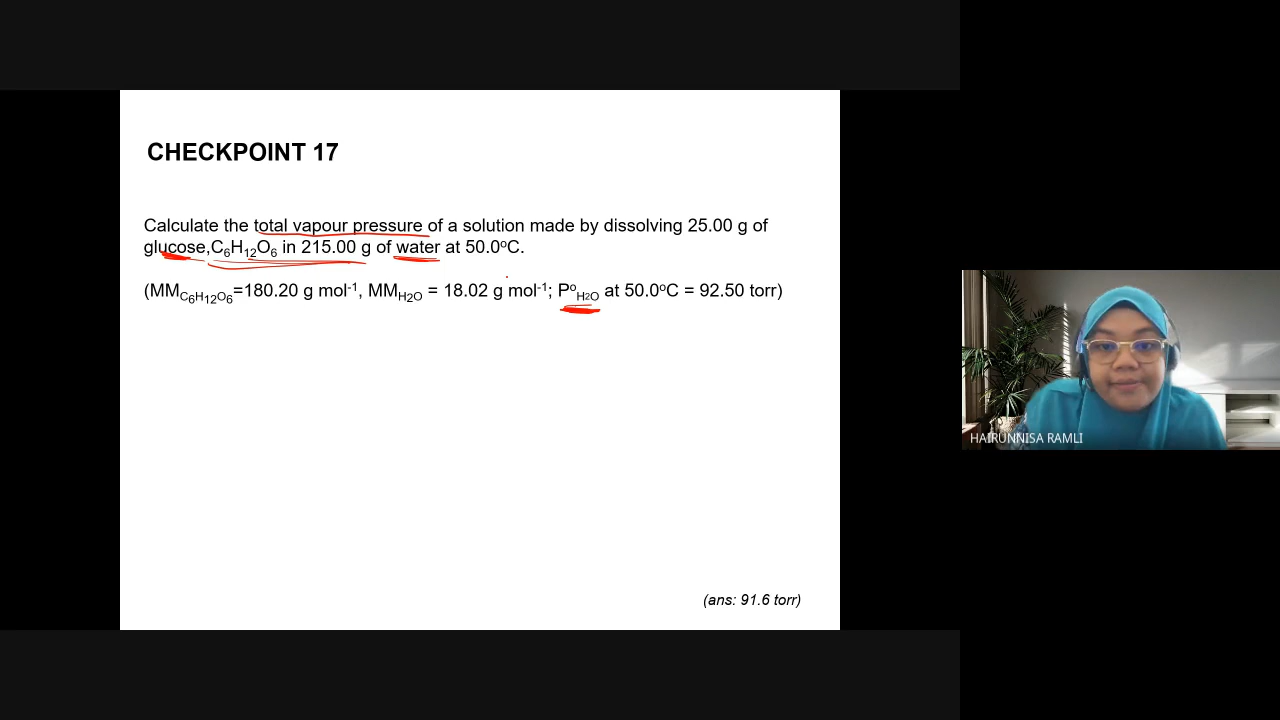 CHECKPOINT 17
Calculate the total vapour pressure of a solution made by dissolving 25.00 g of
glucose,C6H12O6 in 215.00 g of water at 50.0oC.
(MMC6H12O6=180.20 g mol-1, MMH2O = 18.02 g mol-1; PoH2O at 50.0oC = 92.50 torr)
HAIRUNNISA RAMLI
(ans: 91.6 torr)